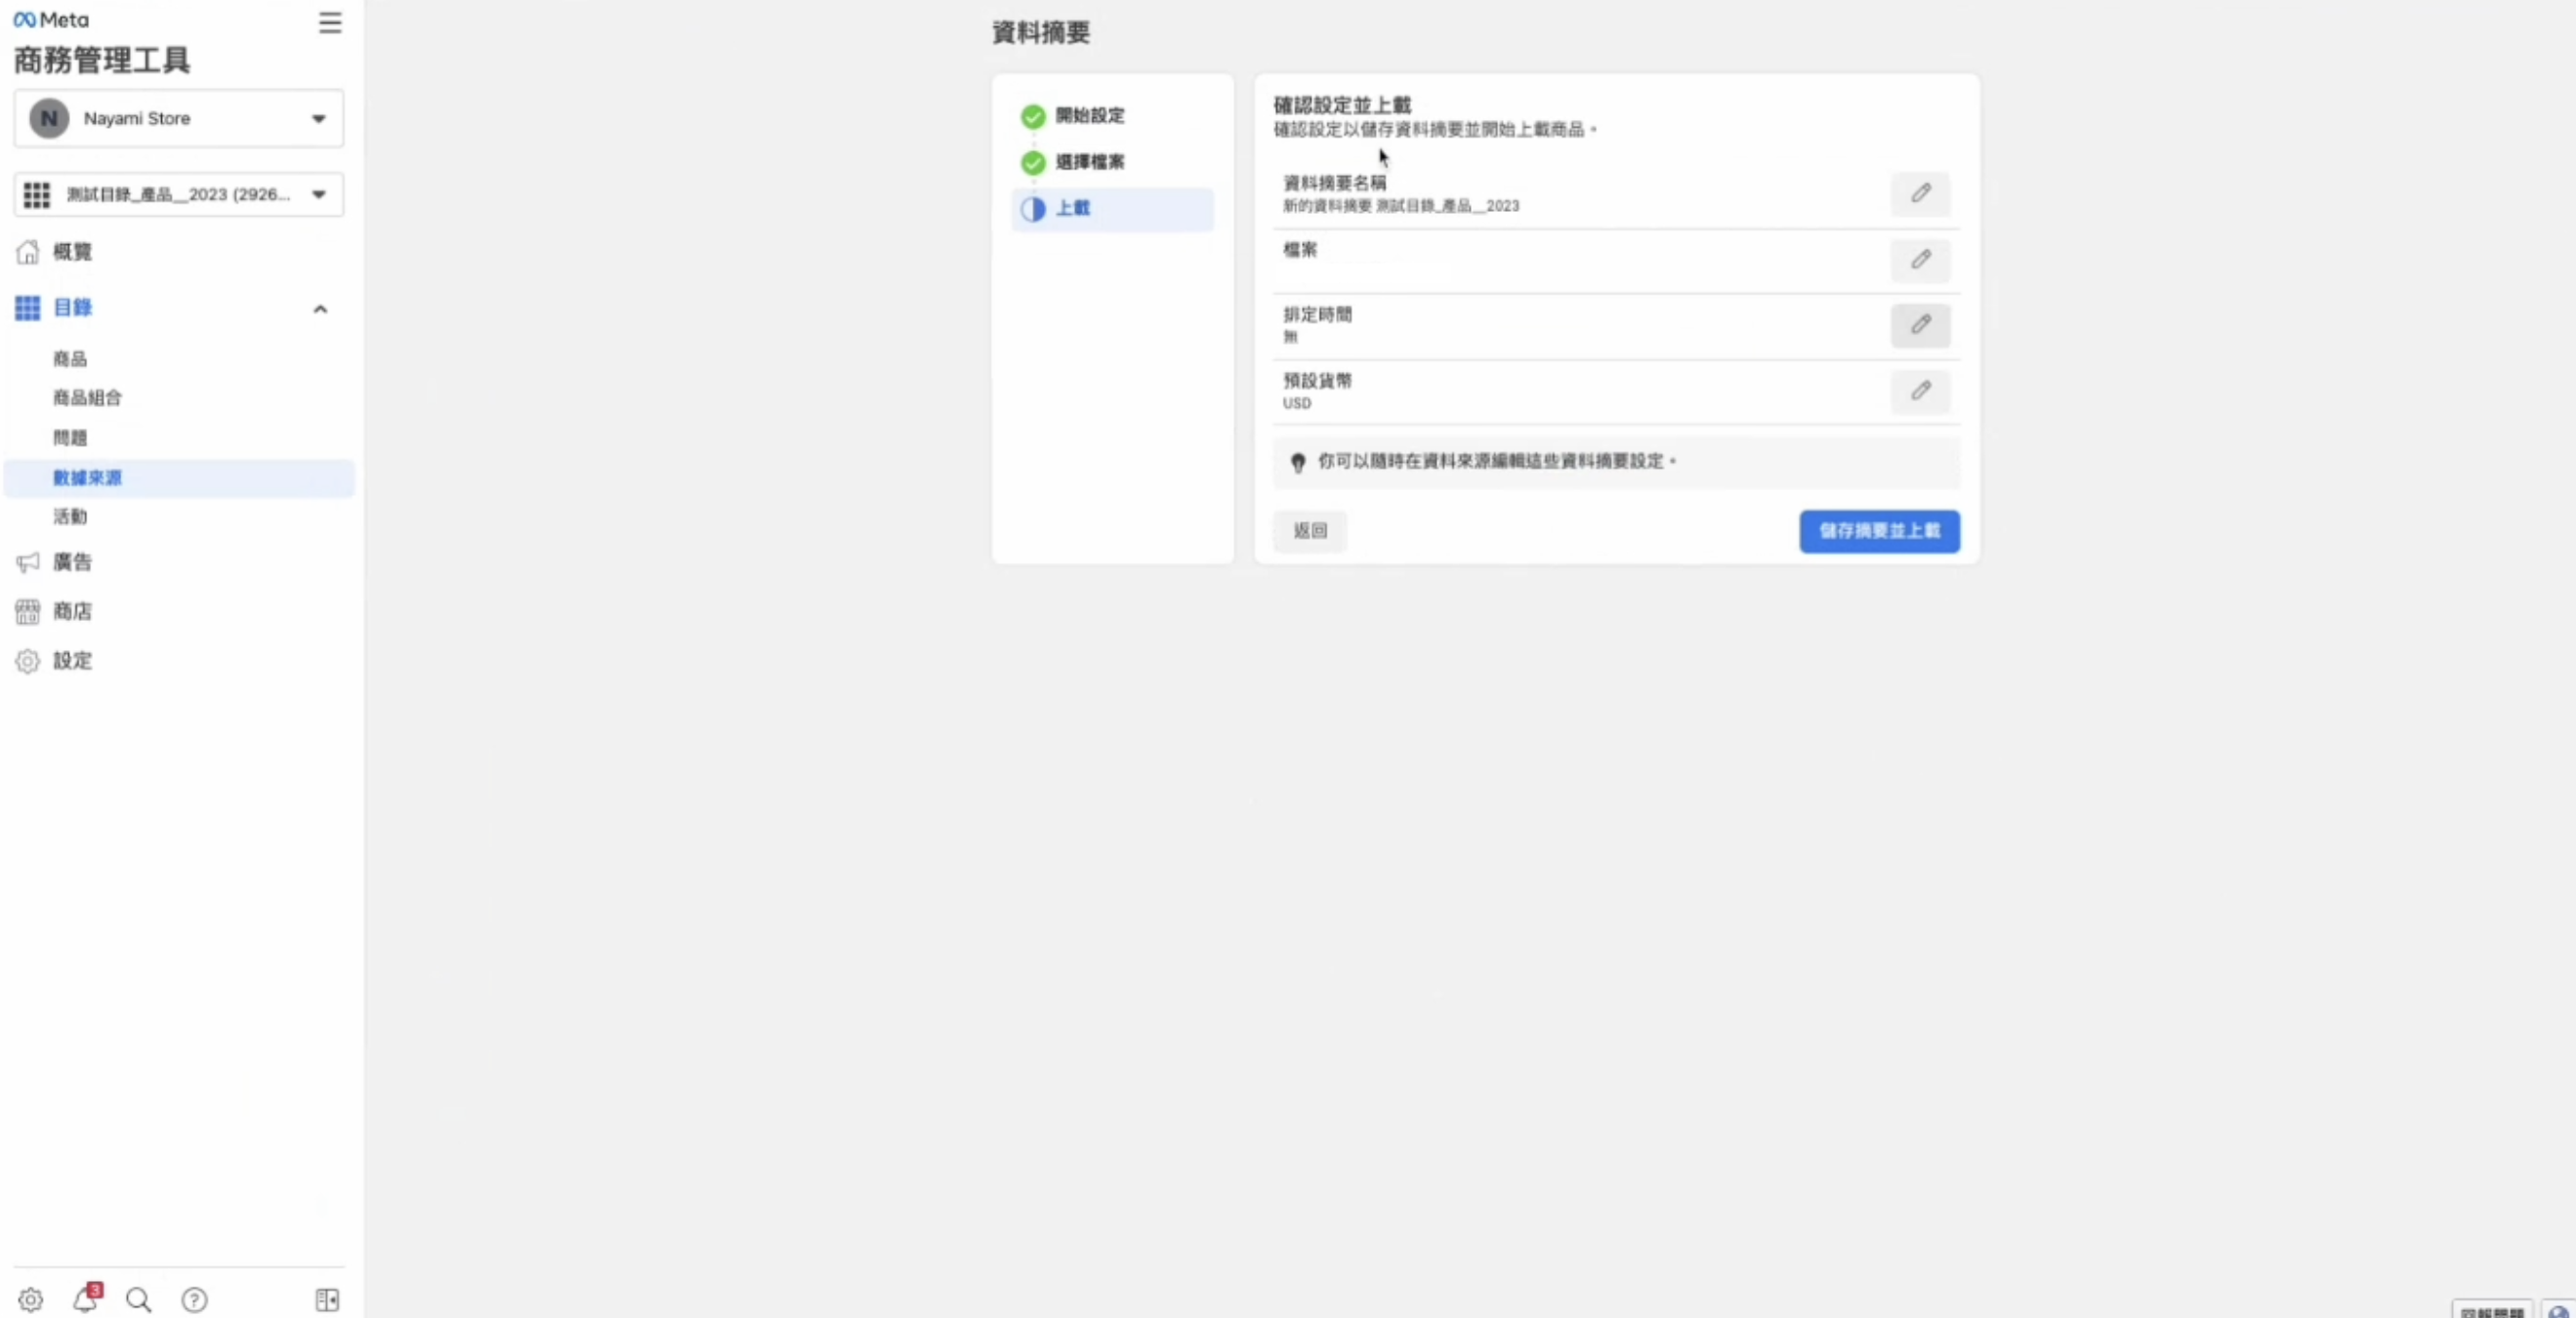 Meta
商務管理工具
N Nayami Store
測試目錄_產品__2023 (2926...
概覽
目錄
商品
商品組合
問題
數據來源
活動
廣告
商店
設定
3
資料摘要
開始設定
選擇檔案
上載
確認設定並上載
確認設定以儲存資料摘要並開始上載商品。
資料摘要名稱
新的資料摘要 測試目錄_產品__2023
檔案
排定時間
無
預設貨幣
USD
你可以隨時在資料來源編輯這些資料摘要設定。
返回
儲存摘要並上載